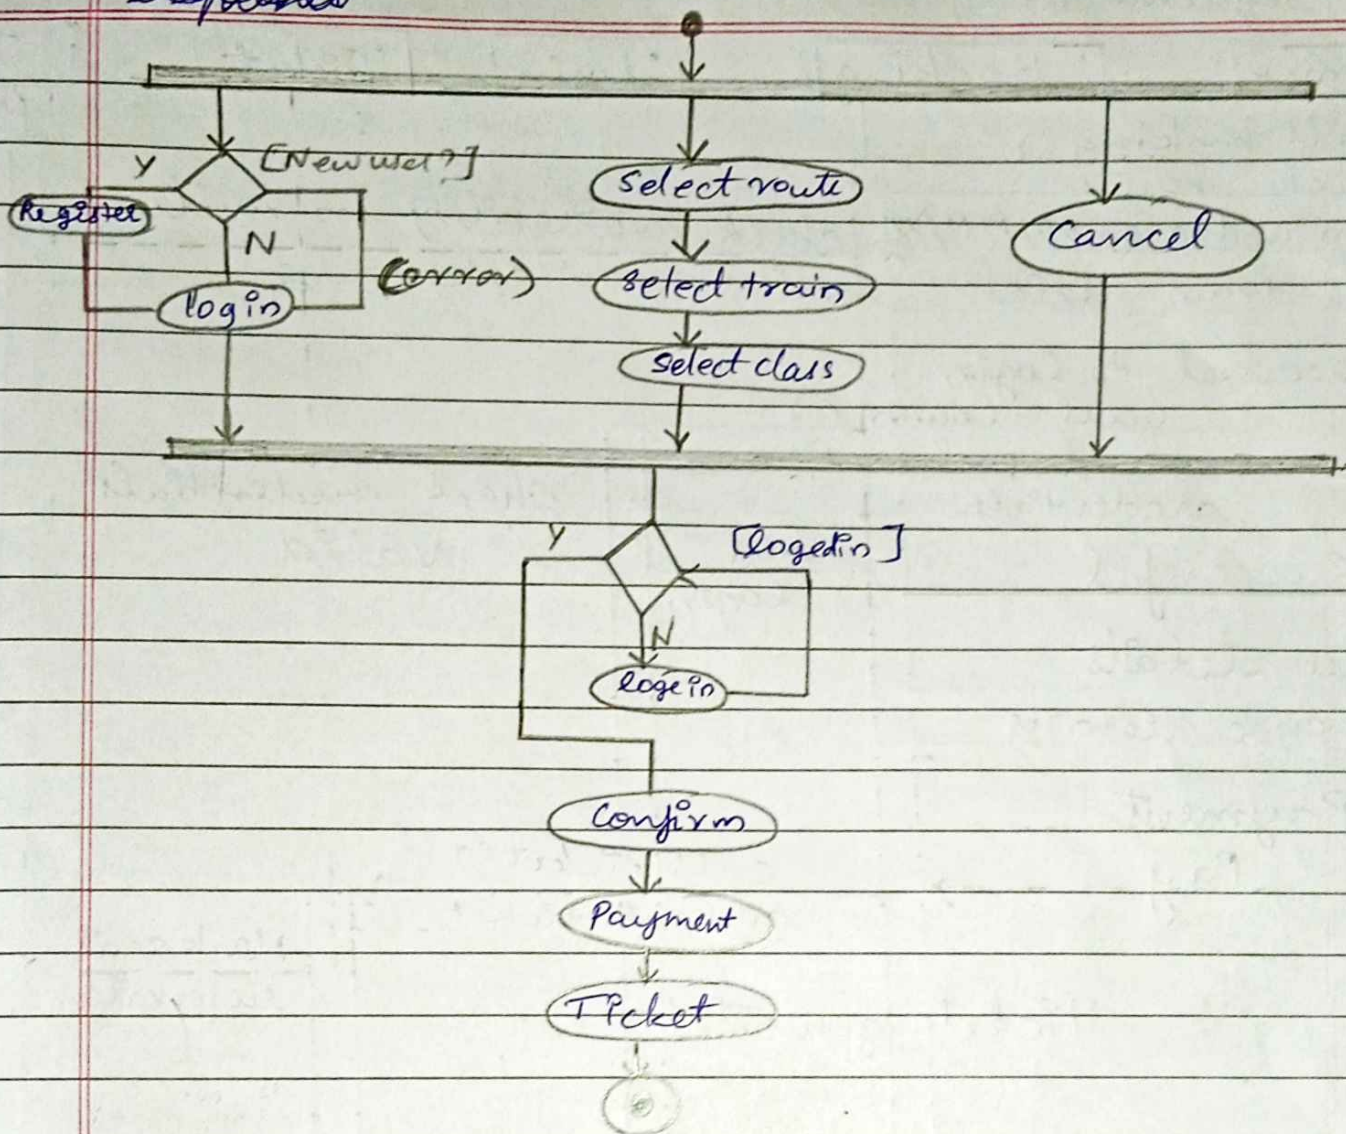 Y
[New user?]
Register
N
(error)
login
Select route
Select train
Select class
Cancel
Y
[logedin]
N
logein
Confirm
Payment
Ticket